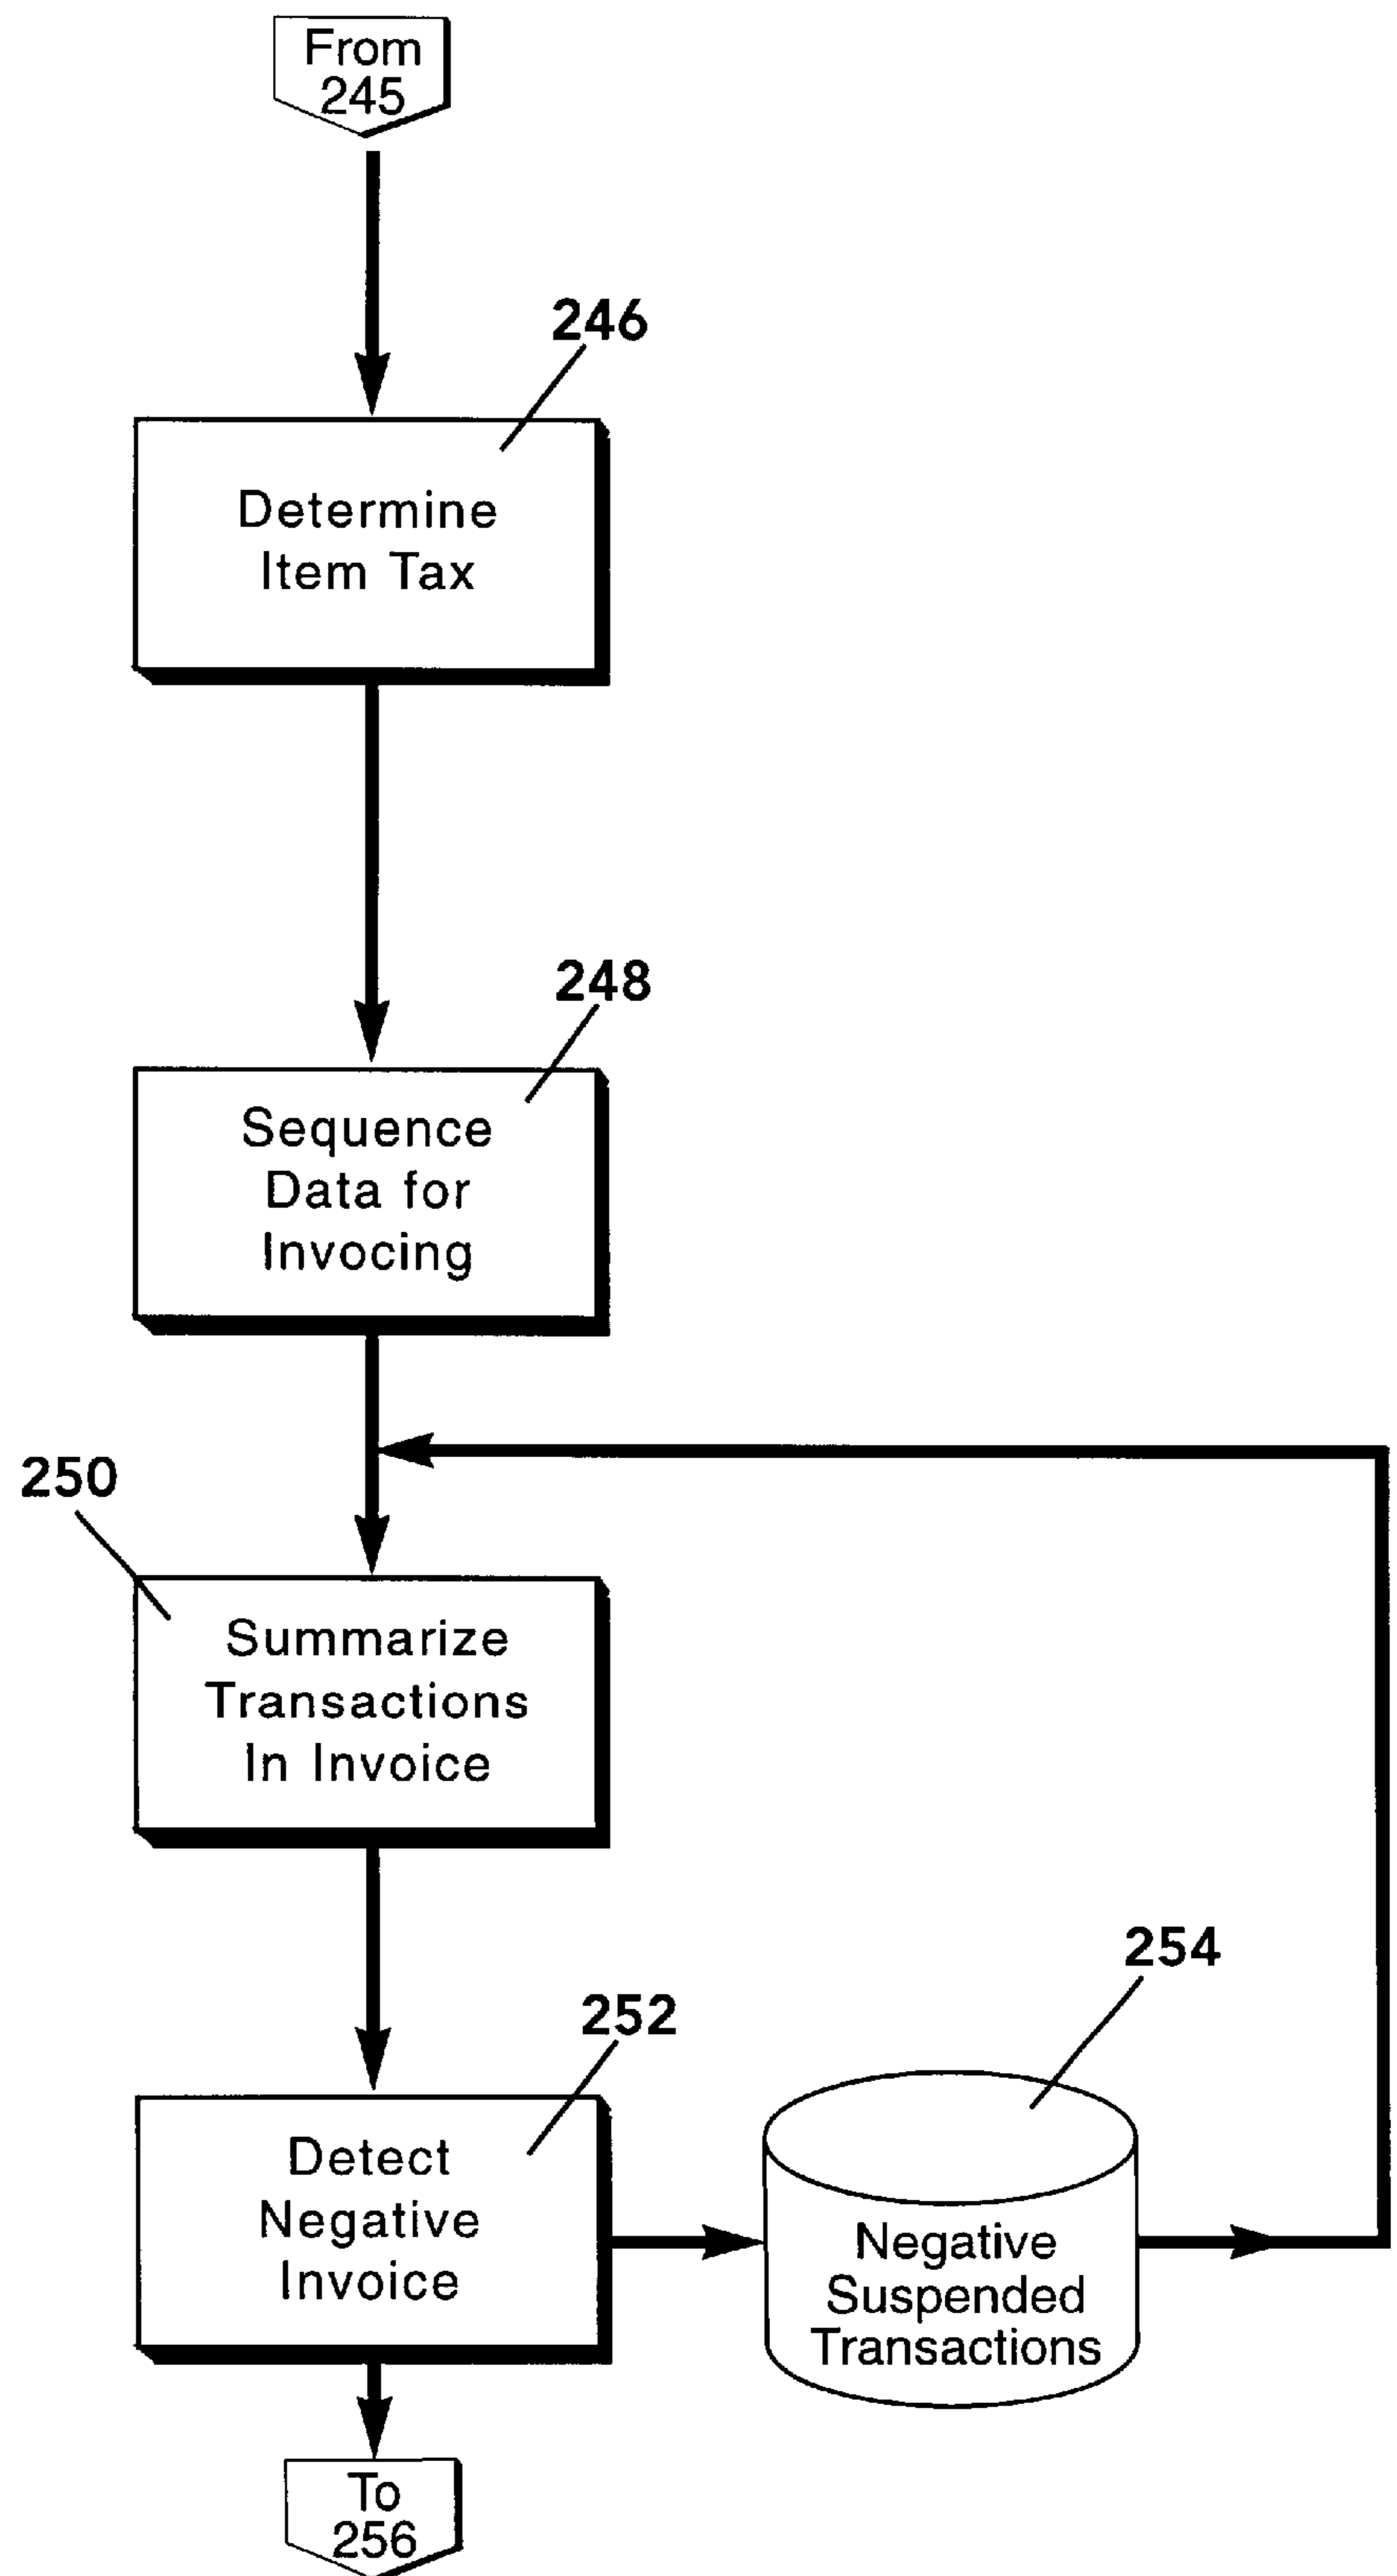 From
245
246
Determine
Item Tax
248
Sequence
Data for
Invocing
250
Summarize
Transactions
In Invoice
252
Detect
Negative
Invoice
254
Negative
Suspended
Transactions
To
256